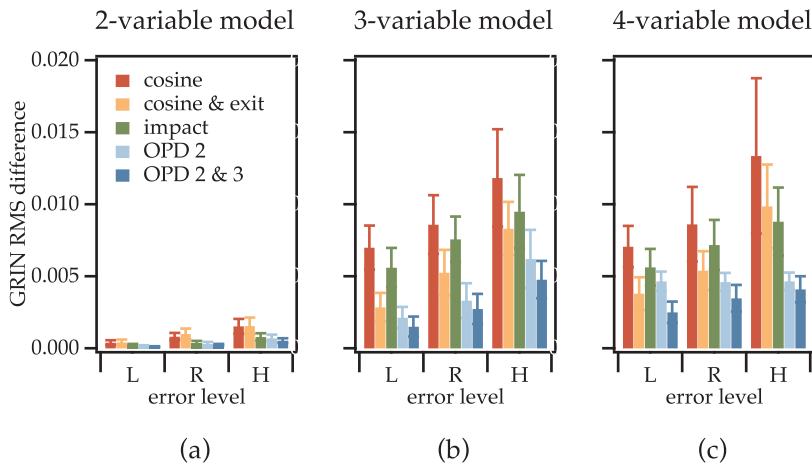 2-variable model 3-variable model 4-variable model
0.020
cosine
cosine & exit
0.015
impact
OPD 2
OPD 2 & 3
0.010
0.005
0.000
GRIN RMS difference
L R H L R H L R H
error level error level error level
(a) (b) (c)